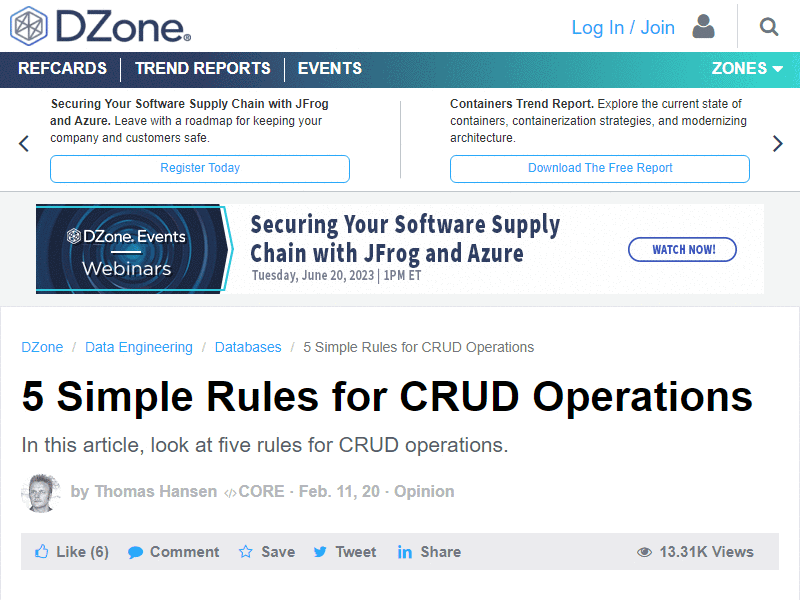 DZone.
Log In / Join
REFCARDS
TREND REPORTS
EVENTS
ZONES
Securing Your Software Supply Chain with JFrog
and Azure. Leave with a roadmap for keeping your
company and customers safe.
Register Today
Containers Trend Report. Explore the current state of
containers, containerization strategies, and modernizing
architecture.
Download The Free Report
DZone. Events
Webinars
Securing Your Software Supply
Chain with JFrog and Azure
Tuesday, June 20, 2023 | 1PM ET
WATCH NOW!
DZone / Data Engineering / Databases / 5 Simple Rules for CRUD Operations
5 Simple Rules for CRUD Operations
In this article, look at five rules for CRUD operations.
by Thomas Hansen </>CORE · Feb. 11, 20 · Opinion
Like (6) Comment Save Tweet Share 13.31K Views